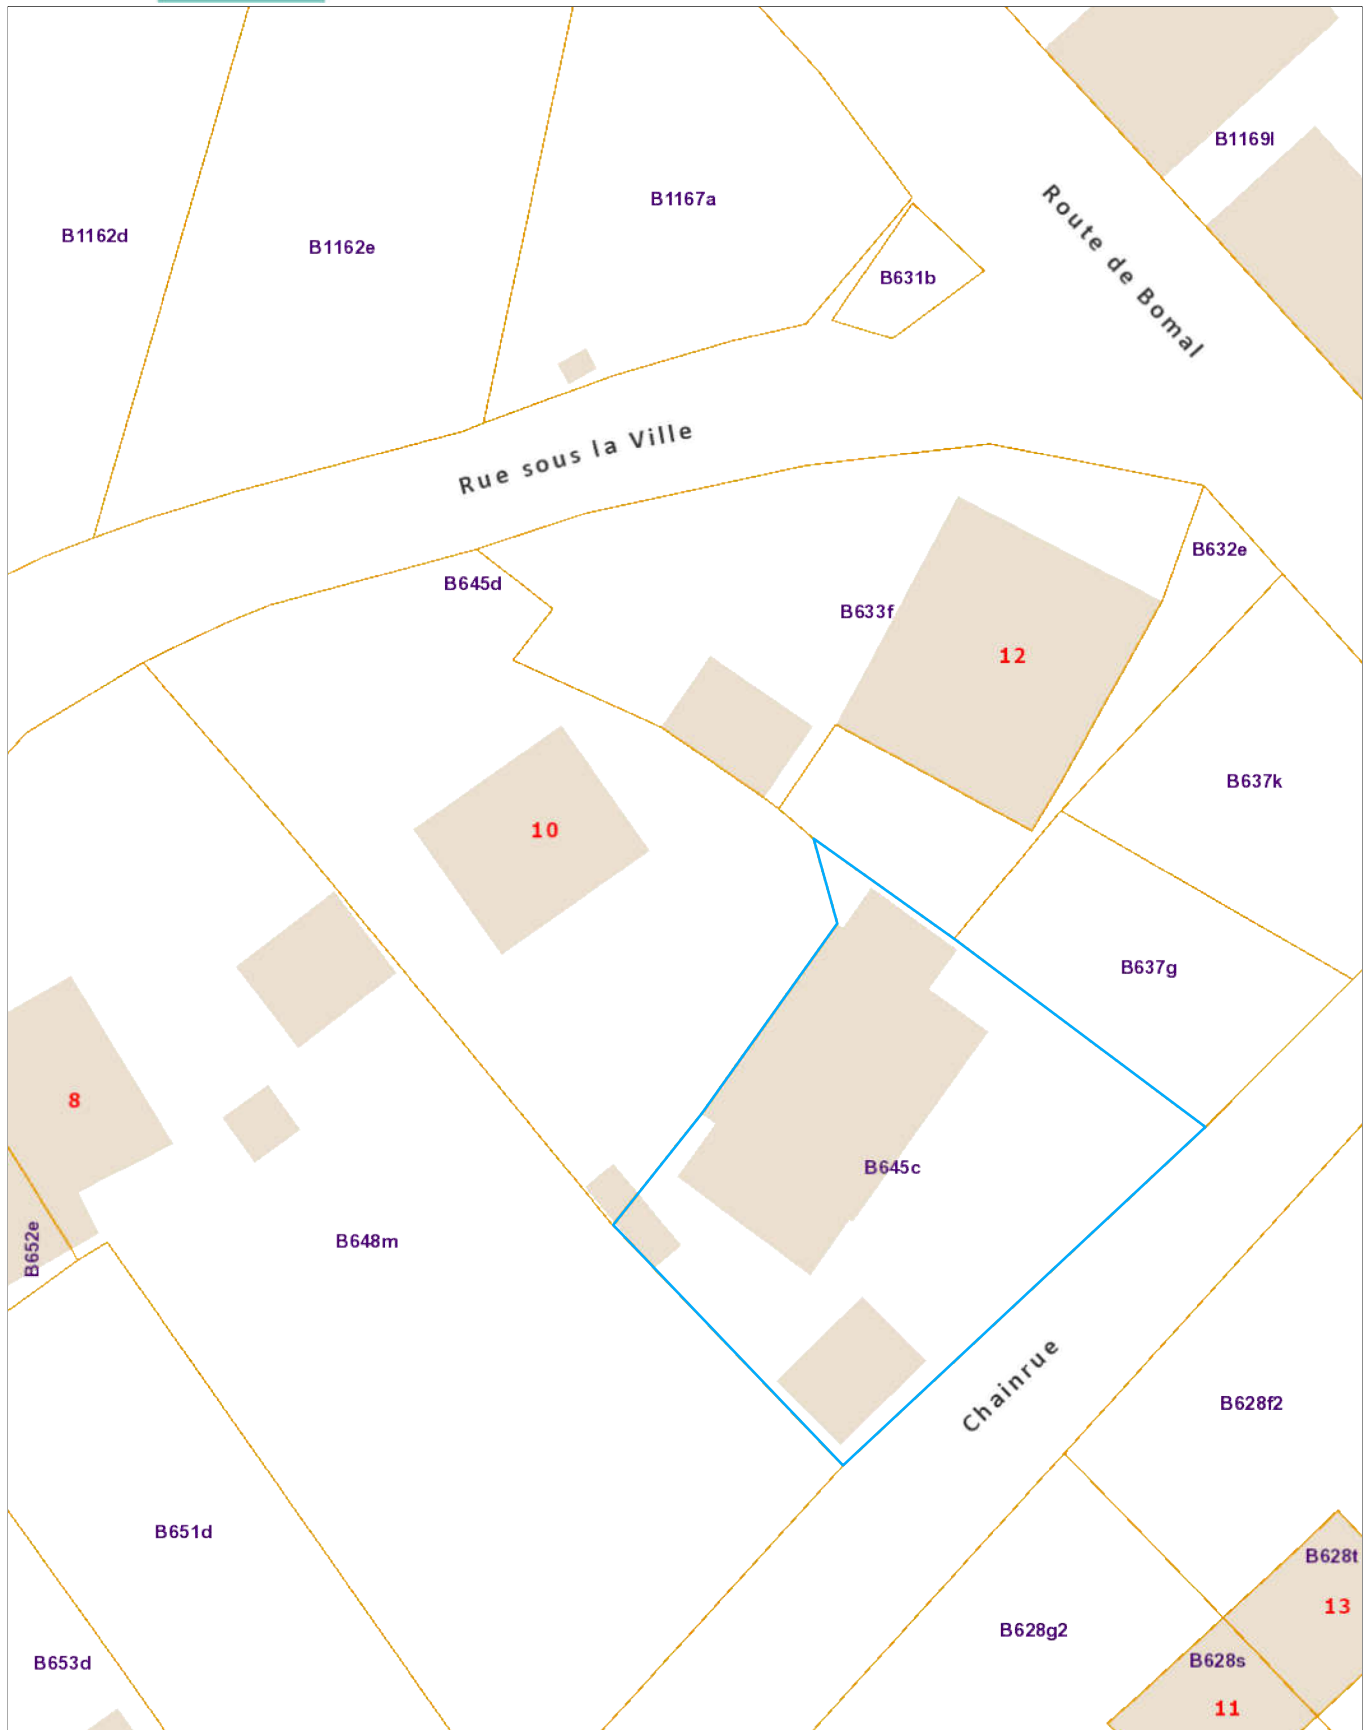 B1169l
B1167a
Route de Bomal
B1162d
B1162e
B631b
Rue sous la Ville
B632e
B645d
B633f
12
B637k
10
B637g
8
B645c
B652e
B648m
Chainrue
B628f2
B651d
B628t
13
B628g2
B628s
B653d
11